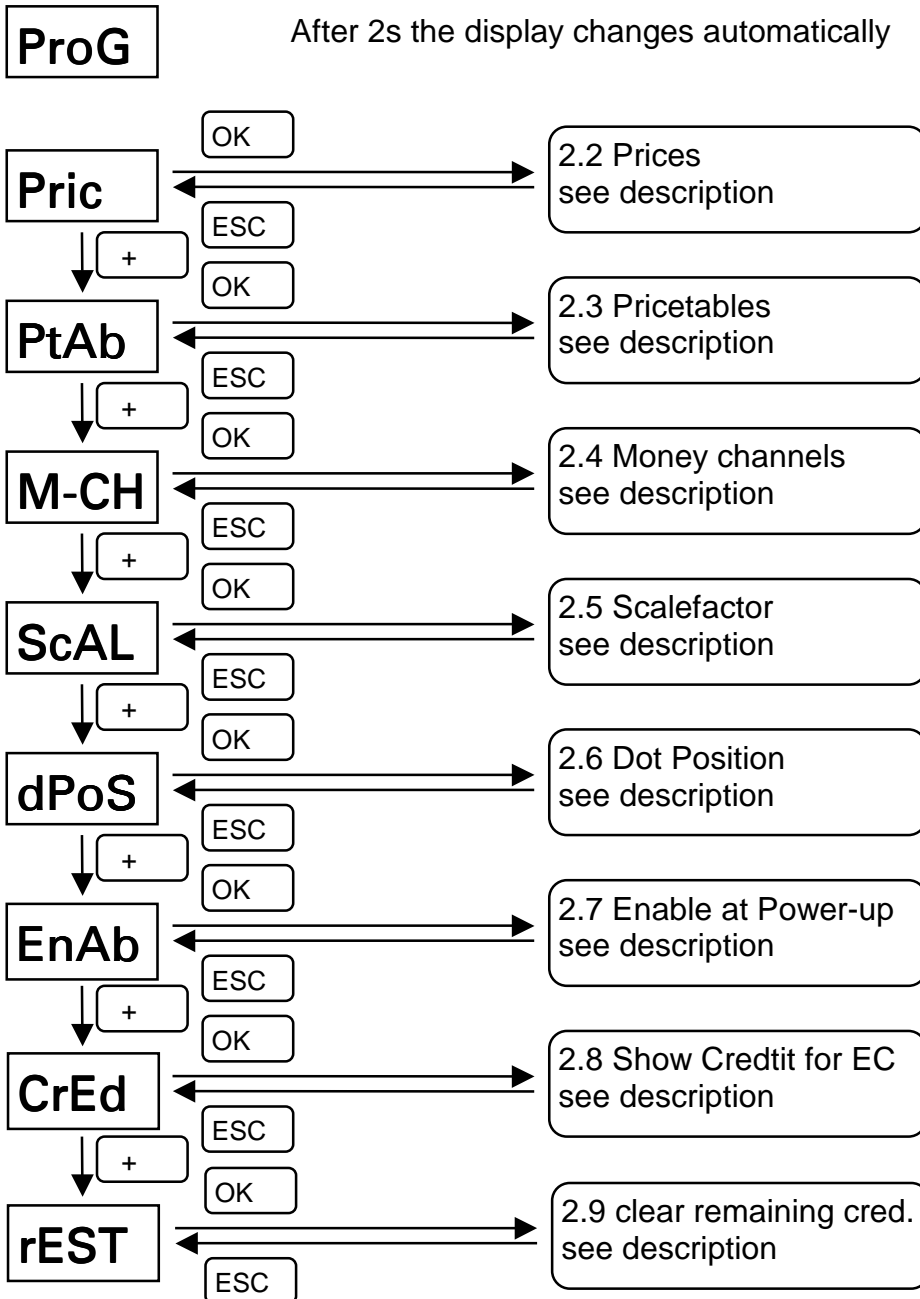 ProG
After 2s the display changes automatically
OK
Pric
2.2 Prices
see description
ESC
+
OK
PtAb
2.3 Pricetables
see description
ESC
+
OK
M-CH
2.4 Money channels
see description
ESC
+
OK
ScAL
2.5 Scalefactor
see description
ESC
+
OK
dPoS
2.6 Dot Position
see description
ESC
+
OK
EnAb
2.7 Enable at Power-up
see description
ESC
+
OK
CrEd
2.8 Show Credtit for EC
see description
ESC
+
OK
rEST
2.9 clear remaining cred.
see description
ESC